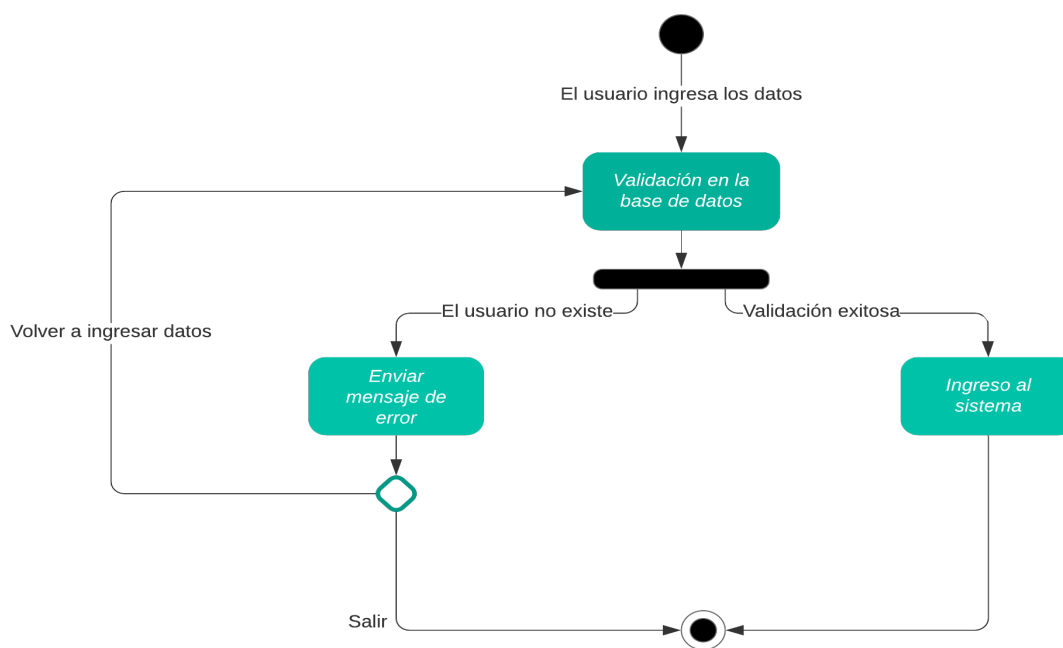 El usuario ingresa los datos
Validación en la
base de datos
El usuario no existe
Validación exitosa
Volver a ingresar datos
Enviar
mensaje de
error
Ingreso al
sistema
Salir